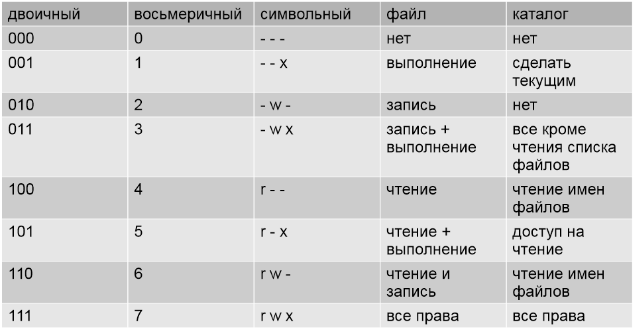 двоичный восьмеричный символьный файл каталог
000 0 - - - нет нет
001 1 - - x выполнение сделать
текущим
010 2 - w - запись нет
011 3 - w x запись + все кроме
выполнение чтения списка
файлов
100 4 r - - чтение чтение имен
файлов
101 5 r - x чтение + доступ на
выполнение чтение
110 6 r w - чтение и чтение имен
запись файлов
111 7 r w x все права все права